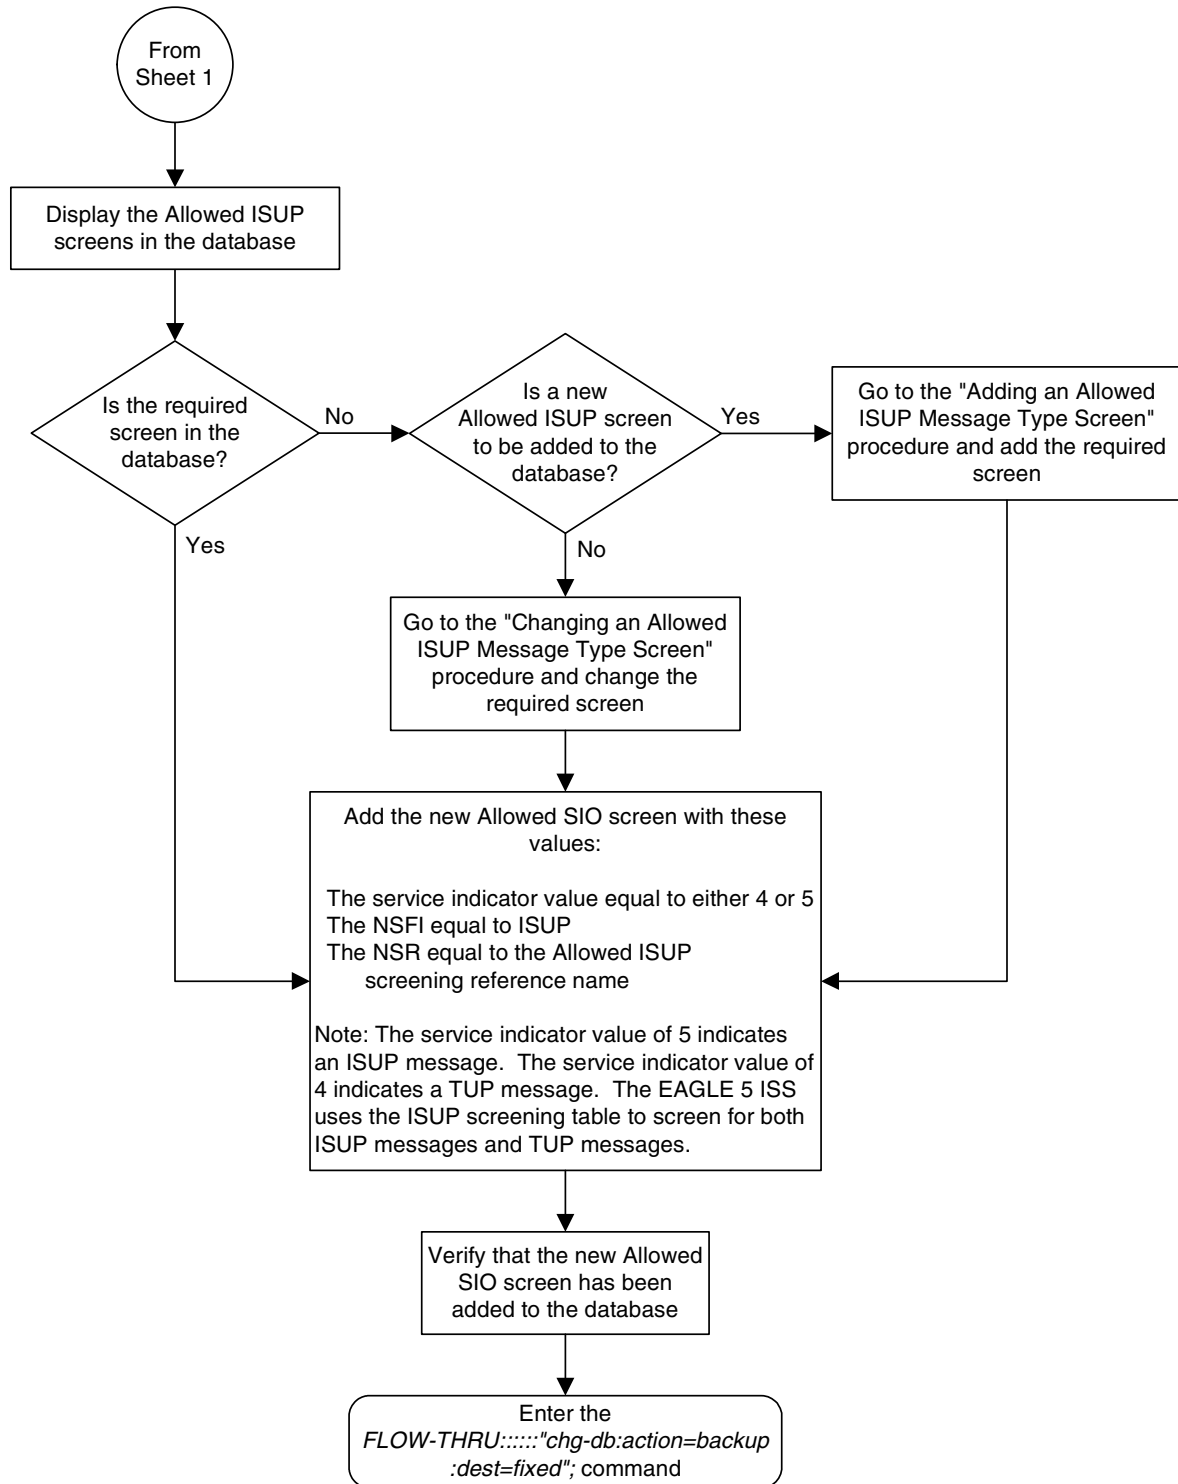 From
Sheet 1
Display the Allowed ISUP
screens in the database
Is the required
screen in the
database?
No
Yes
Is a new
Allowed ISUP screen
to be added to the
database?
Yes
No
Go to the "Adding an Allowed
ISUP Message Type Screen"
procedure and add the required
screen
Go to the "Changing an Allowed
ISUP Message Type Screen"
procedure and change the
required screen
Add the new Allowed SIO screen with these
values:
The service indicator value equal to either 4 or 5
The NSFI equal to ISUP
The NSR equal to the Allowed ISUP
screening reference name
Note: The service indicator value of 5 indicates
an ISUP message. The service indicator value of
4 indicates a TUP message. The EAGLE 5 ISS
uses the ISUP screening table to screen for both
ISUP messages and TUP messages.
Verify that the new Allowed
SIO screen has been
added to the database
Enter the
FLOW-THRU::::::"chg-db:action=backup
:dest=fixed"; command